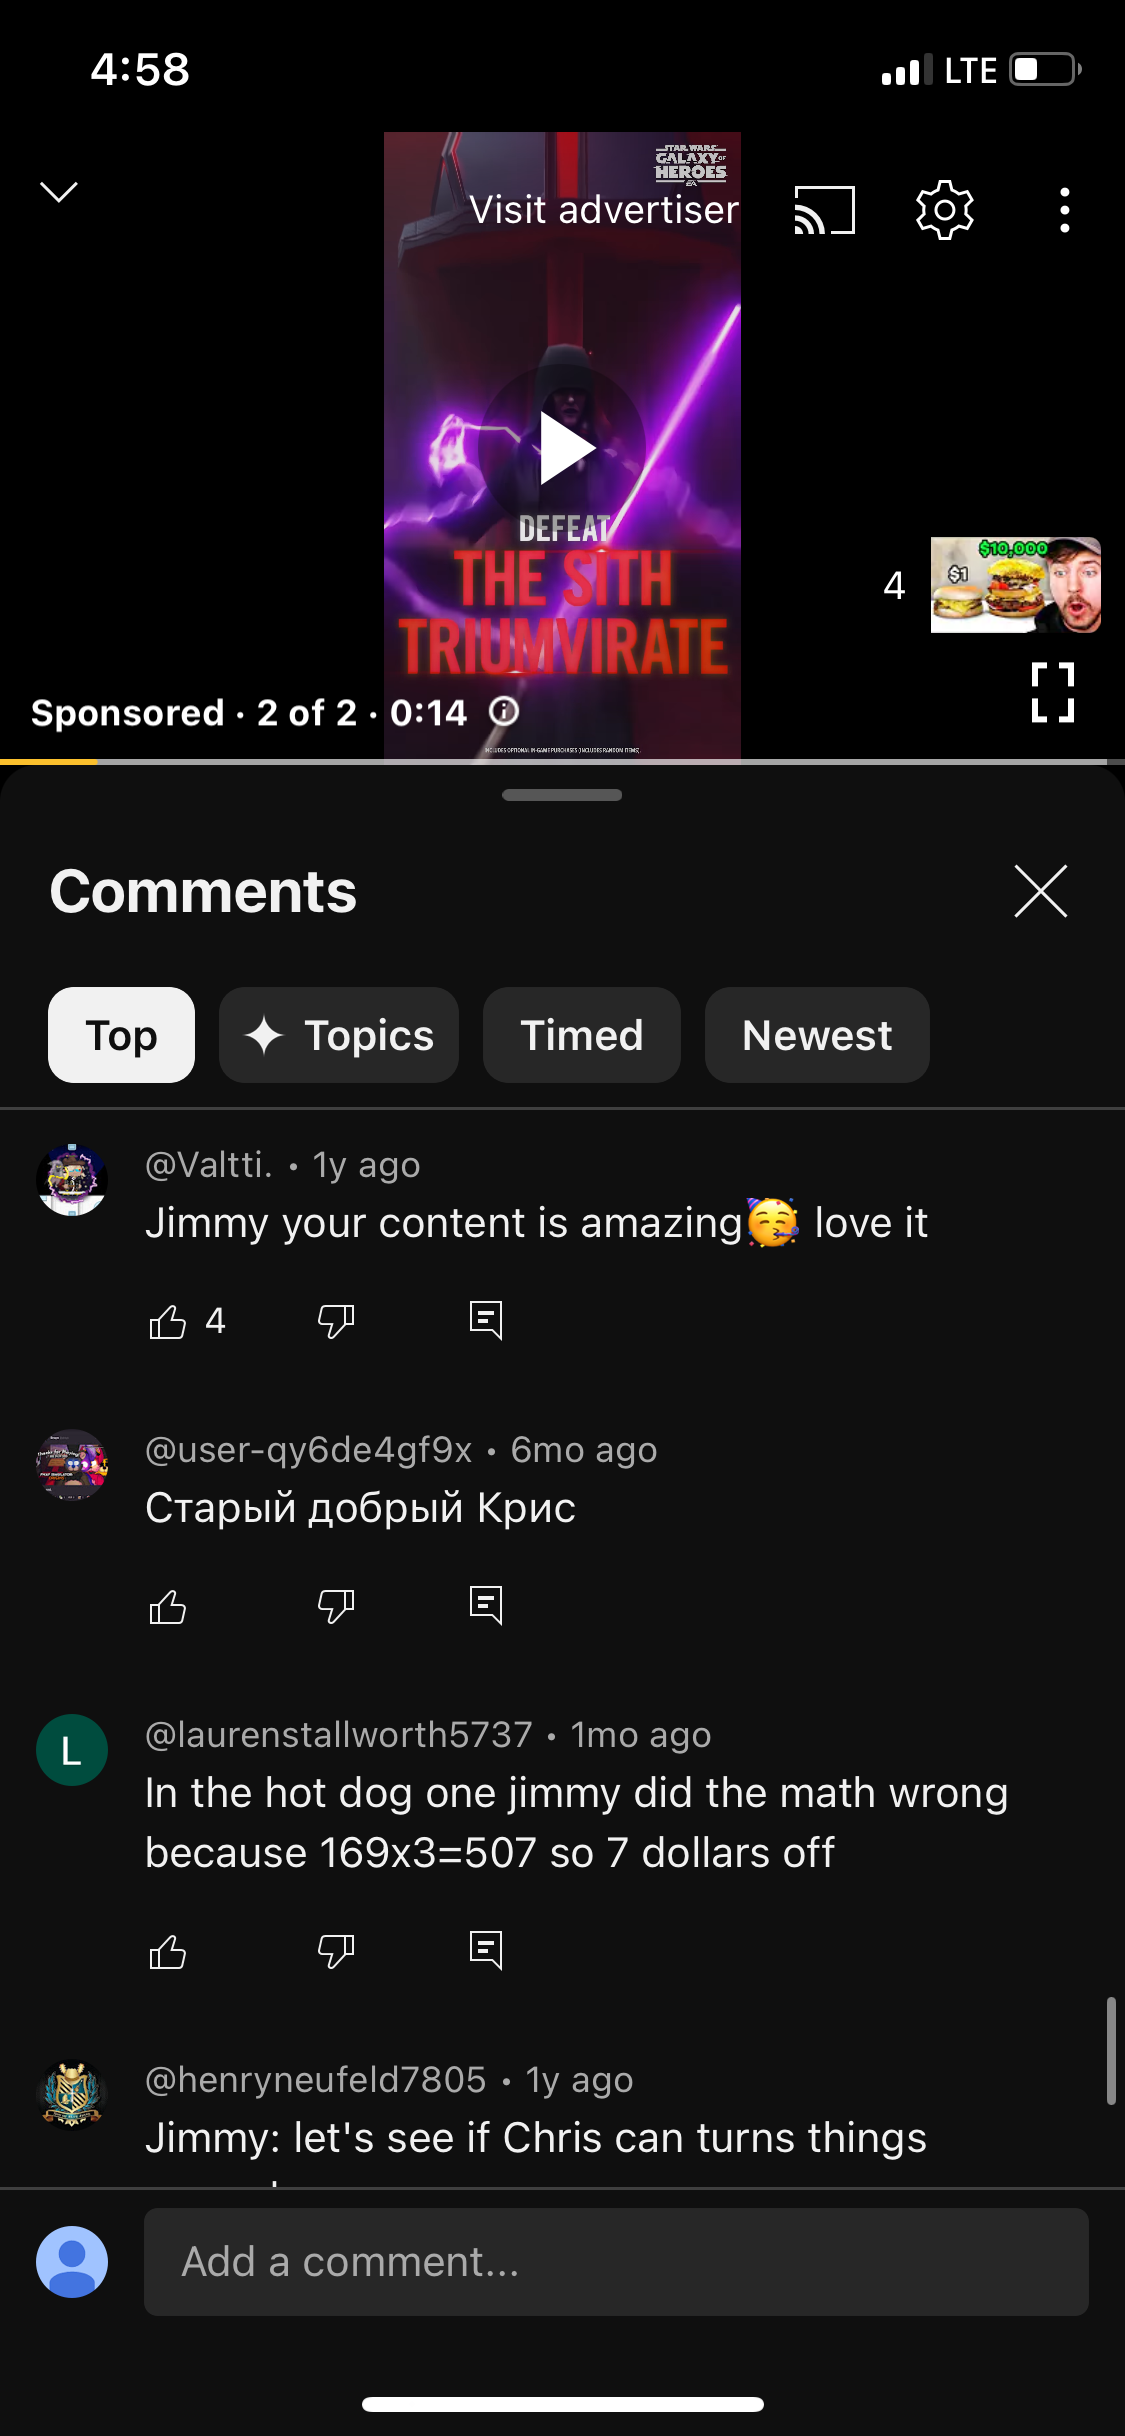 4:58
LTE
STAR WARS
GALAXY OF
HEROES
EA
Visit advertiser
DEFEAT
THE SITH
TRIUMVIRATE
$10,000
$1
4
Sponsored · 2 of 2 · 0:14
INCLUDES OPTIONAL IN-GAME PURCHASES (INCLUDES RANDOM ITEMS).
Comments
Top
Topics
Timed
Newest
@Valtti. • 1y ago
Jimmy your content is amazing🥳 love it
4
@user-qy6de4gf9x • 6mo ago
Старый добрый Крис
L
@laurenstallworth5737 • 1mo ago
In the hot dog one jimmy did the math wrong
because 169x3=507 so 7 dollars off
@henryneufeld7805 • 1y ago
Jimmy: let's see if Chris can turns things
Add a comment...